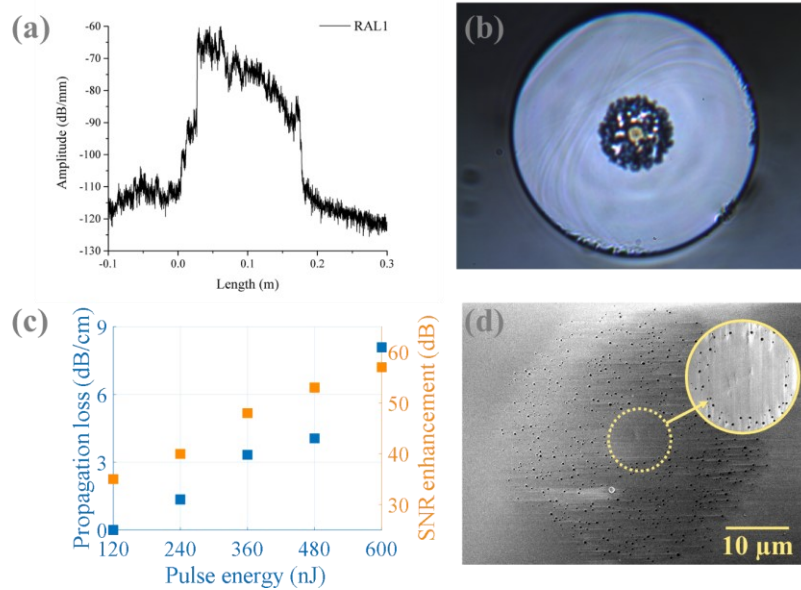 (a)
RAL1
Amplitude (dB/mm)
-60
-70
-80
-90
-100
-110
-120
-130
-0.1 0.0 0.1 0.2 0.3
Length (m)
(b)
(c)
Propagation loss (dB/cm)
9
6
3
0
SNR enhancement (dB)
60
50
40
30
120 240 360 480 600
Pulse energy (nJ)
(d)
10 µm